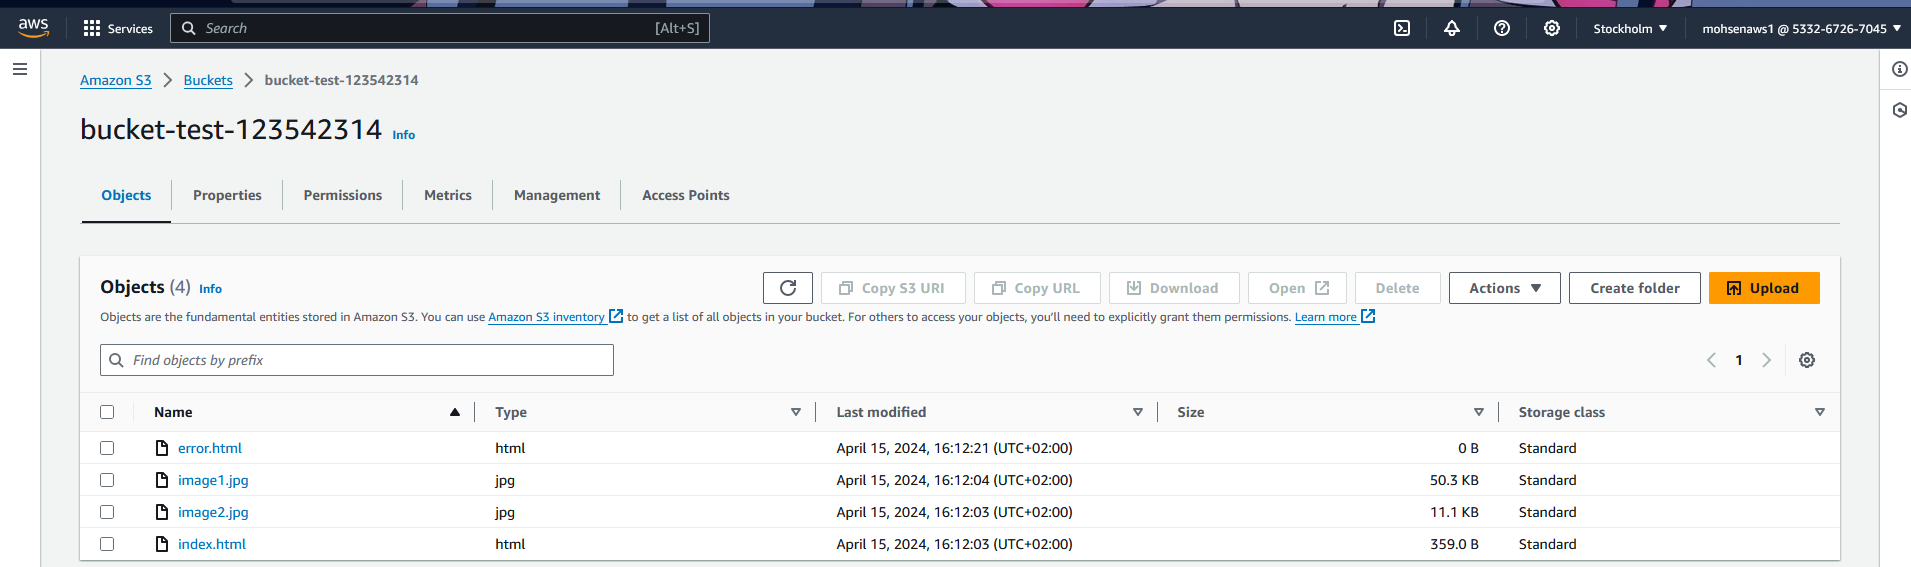 aws
Services
Search [Alt+S]
Stockholm
mohsenaws1 @ 5332-6726-7045
Amazon S3 > Buckets > bucket-test-123542314
bucket-test-123542314 Info
Objects Properties Permissions Metrics Management Access Points
Objects (4) Info
Copy S3 URI Copy URL Download Open Delete Actions Create folder Upload
Objects are the fundamental entities stored in Amazon S3. You can use Amazon S3 inventory to get a list of all objects in your bucket. For others to access your objects, you'll need to explicitly grant them permissions. Learn more
Find objects by prefix
1
Name Type Last modified Size Storage class
error.html html April 15, 2024, 16:12:21 (UTC+02:00) 0 B Standard
image1.jpg jpg April 15, 2024, 16:12:04 (UTC+02:00) 50.3 KB Standard
image2.jpg jpg April 15, 2024, 16:12:03 (UTC+02:00) 11.1 KB Standard
index.html html April 15, 2024, 16:12:03 (UTC+02:00) 359.0 B Standard